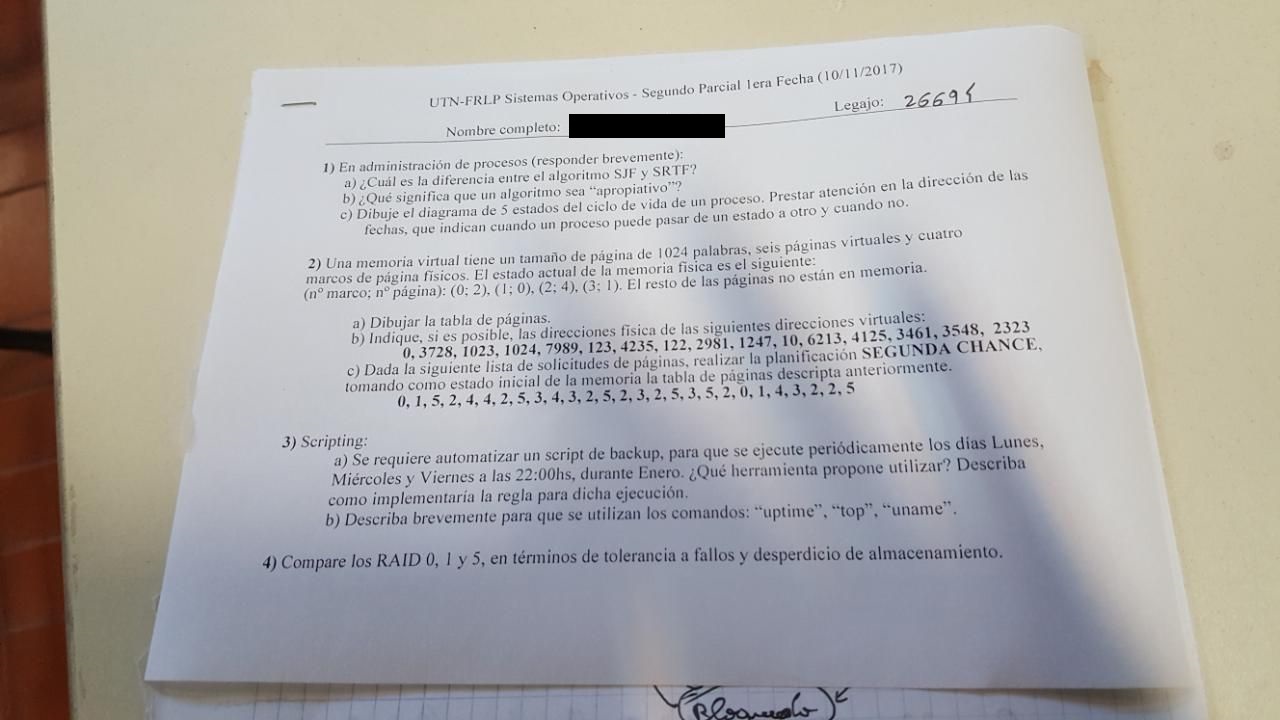 UTN-FRLP Sistemas Operativos - Segundo Parcial 1era Fecha (10/11/2017)
Nombre completo: Legajo: 26694
1) En administración de procesos (responder brevemente):
a) ¿Cuál es la diferencia entre el algoritmo SJF y SRTF?
b) ¿Qué significa que un algoritmo sea “apropiativo”?
c) Dibuje el diagrama de 5 estados del ciclo de vida de un proceso. Prestar atención en la dirección de las
fechas, que indican cuando un proceso puede pasar de un estado a otro y cuando no.
2) Una memoria virtual tiene un tamaño de página de 1024 palabras, seis páginas virtuales y cuatro
marcos de página físicos. El estado actual de la memoria física es el siguiente:
(nº marco; nº página): (0; 2), (1; 0), (2; 4), (3; 1). El resto de las páginas no están en memoria.
a) Dibujar la tabla de páginas.
b) Indique, si es posible, las direcciones física de las siguientes direcciones virtuales:
0, 3728, 1023, 1024, 7989, 123, 4235, 122, 2981, 1247, 10, 6213, 4125, 3461, 3548, 2323
c) Dada la siguiente lista de solicitudes de páginas, realizar la planificación SEGUNDA CHANCE,
tomando como estado inicial de la memoria la tabla de páginas descripta anteriormente.
0, 1, 5, 2, 4, 4, 2, 5, 3, 4, 3, 2, 5, 2, 3, 2, 5, 3, 5, 2, 0, 1, 4, 3, 2, 2, 5
3) Scripting:
a) Se requiere automatizar un script de backup, para que se ejecute periódicamente los días Lunes,
Miércoles y Viernes a las 22:00hs, durante Enero. ¿Qué herramienta propone utilizar? Describa
como implementaría la regla para dicha ejecución.
b) Describa brevemente para que se utilizan los comandos: “uptime”, “top”, “uname”.
4) Compare los RAID 0, 1 y 5, en términos de tolerancia a fallos y desperdicio de almacenamiento.
Bloqueado